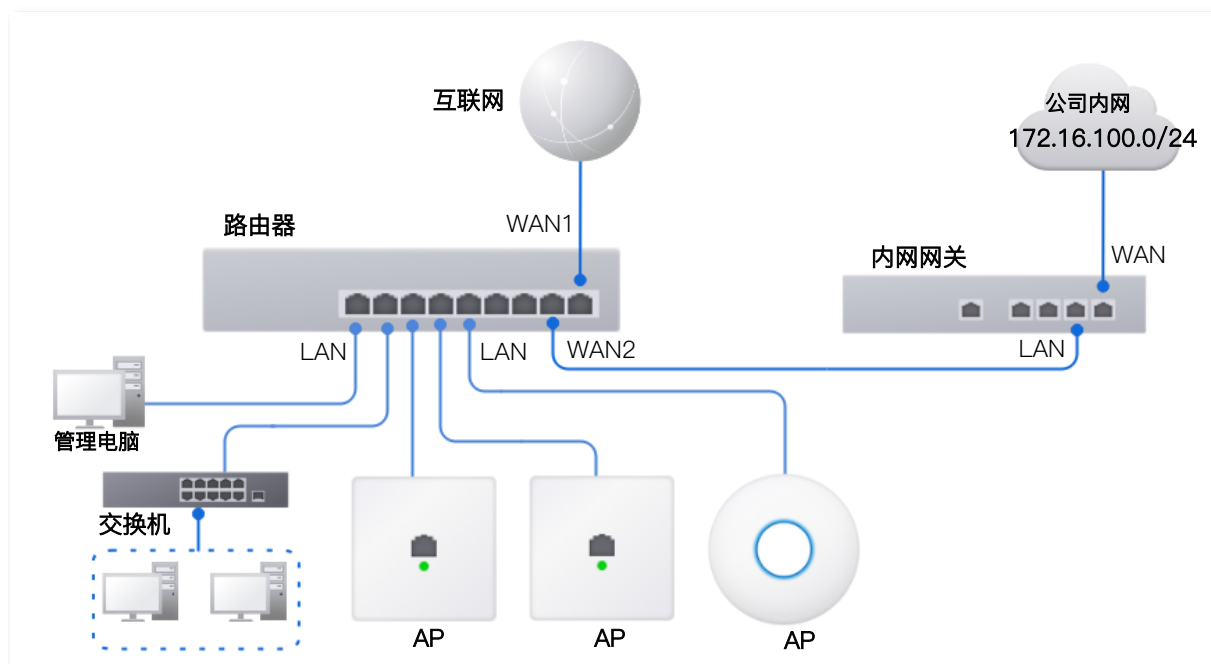 互联网
公司内网
172.16.100.0/24
路由器
WAN1
内网网关
WAN
LAN
LAN
WAN2
LAN
管理电脑
交换机
AP
AP
AP